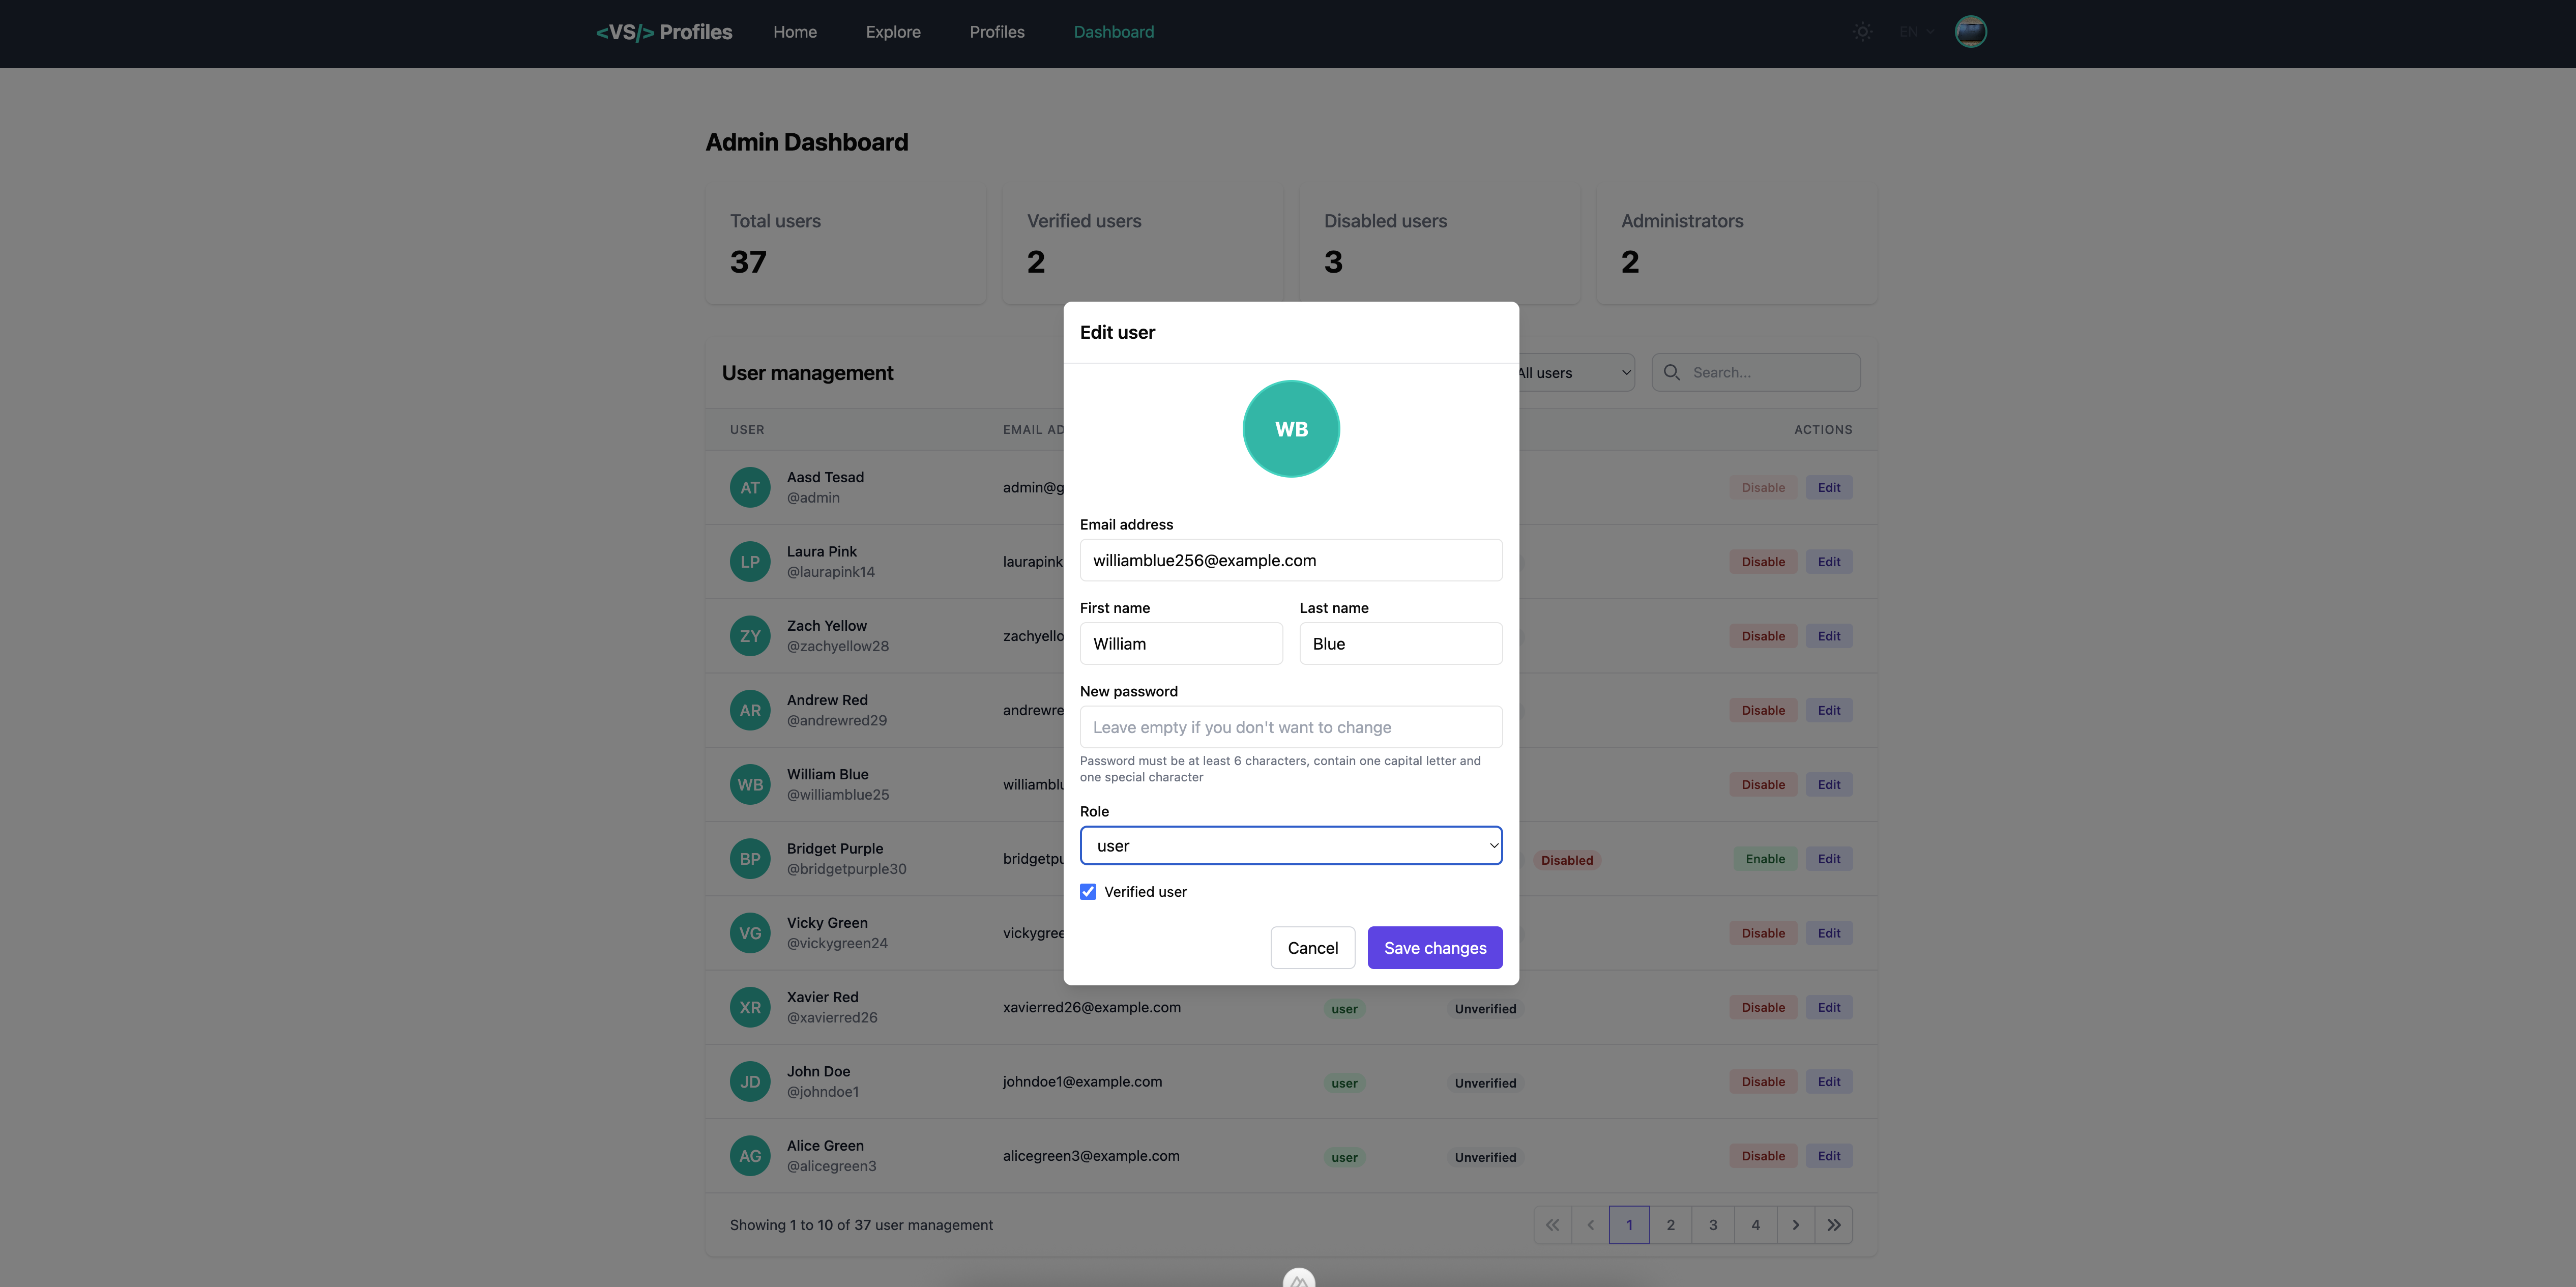 <VS/> Profiles Home Explore Profiles Dashboard EN
Admin Dashboard
Total users
37
Verified users
2
Disabled users
3
Administrators
2
Edit user
User management
All users
Search...
WB
USER EMAIL AD ACTIONS
Email address
williamblue256@example.com
First name
William
Last name
Blue
New password
Leave empty if you don't want to change
Password must be at least 6 characters, contain one capital letter and
one special character
Role
user
Verified user
Cancel
Save changes
AT
Aasd Tesad
@admin
admin@g
Disable Edit
LP
Laura Pink
@laurapink14
laurapink
Disable Edit
ZY
Zach Yellow
@zachyellow28
zachyello
Disable Edit
AR
Andrew Red
@andrewred29
andrewre
Disable Edit
WB
William Blue
@williamblue25
williamblu
Disable Edit
BP
Bridget Purple
@bridgetpurple30
bridgetpu
Disabled
Enable Edit
VG
Vicky Green
@vickygreen24
vickygree
Disable Edit
XR
Xavier Red
@xavierred26
xavierred26@example.com
user
Unverified
Disable Edit
JD
John Doe
@johndoe1
johndoe1@example.com
user
Unverified
Disable Edit
AG
Alice Green
@alicegreen3
alicegreen3@example.com
user
Unverified
Disable Edit
Showing 1 to 10 of 37 user management
1 2 3 4